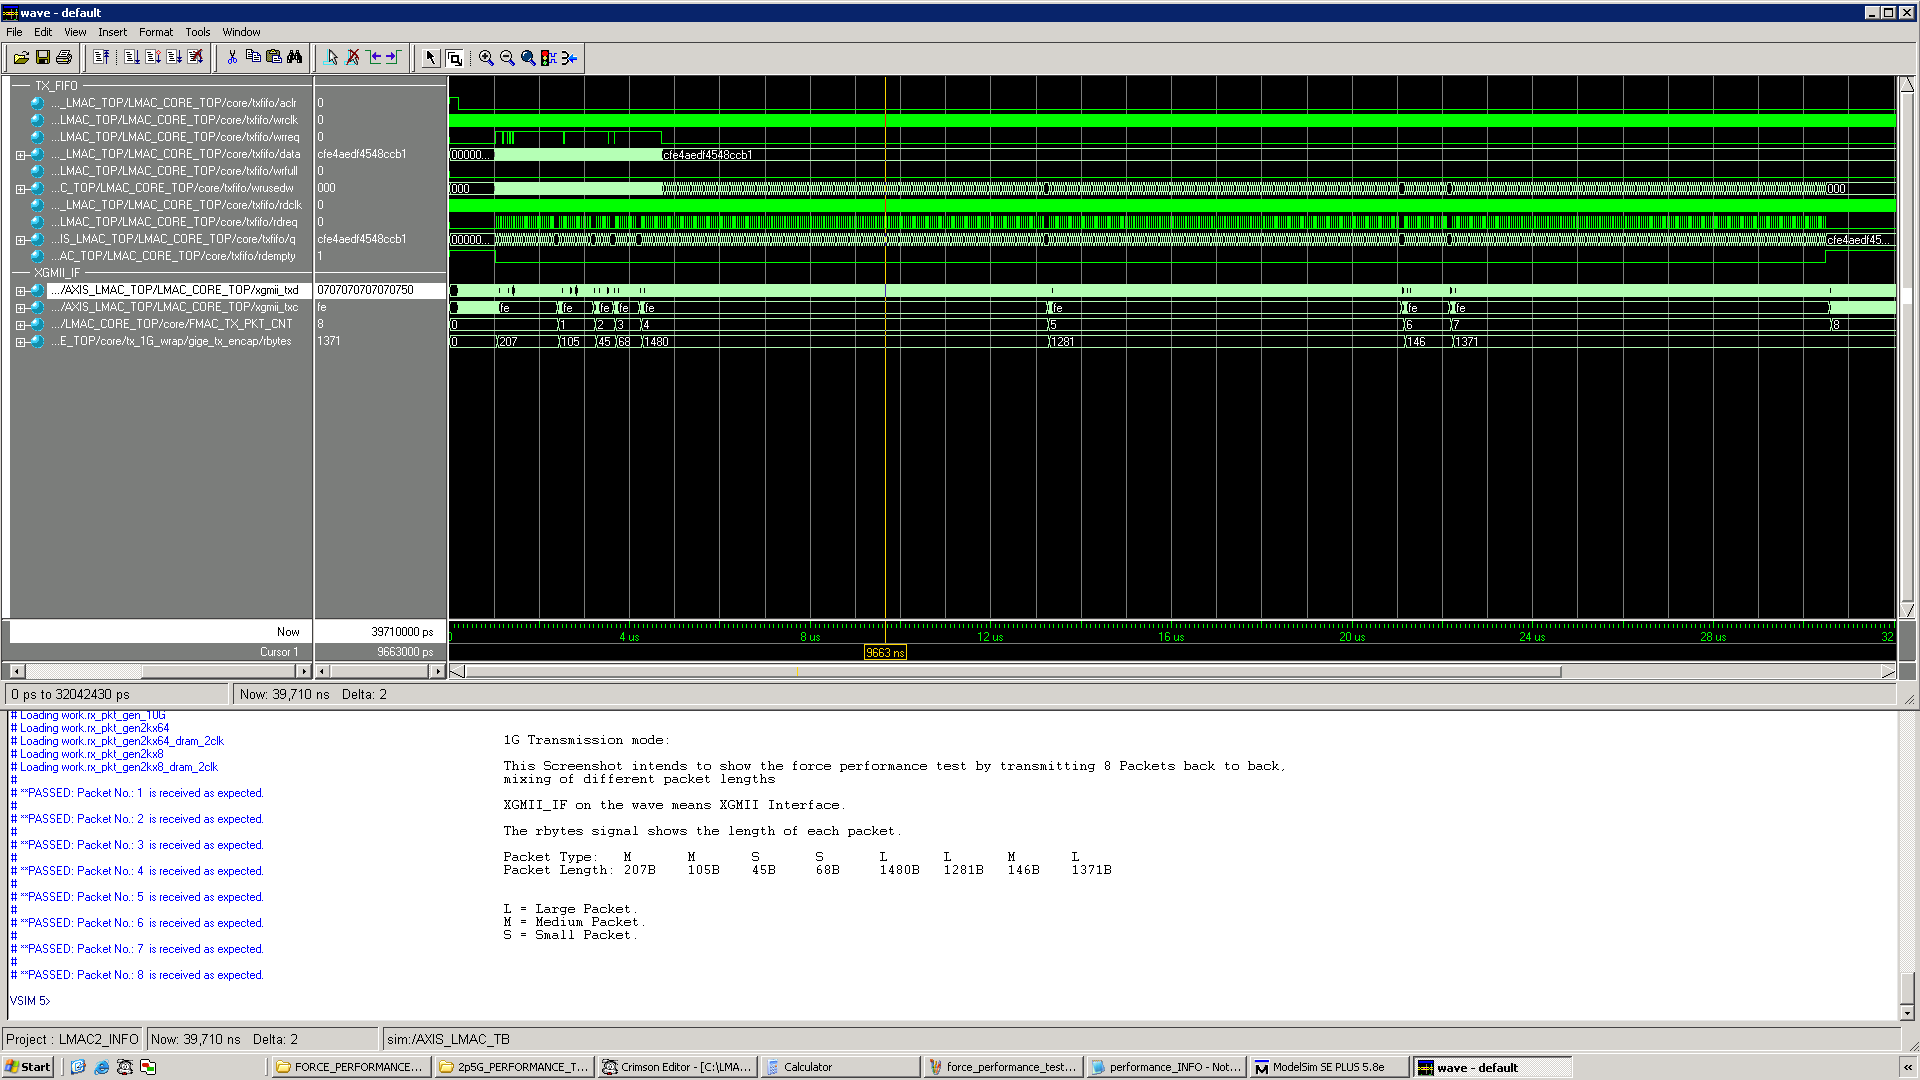 wave - default
File Edit View Insert Format Tools Window
TX_FIFO
..._LMAC_TOP/LMAC_CORE_TOP/core/txfifo/aclr 0
...LMAC_TOP/LMAC_CORE_TOP/core/txfifo/wrclk 0
...LMAC_TOP/LMAC_CORE_TOP/core/txfifo/wrreq 0
..._LMAC_TOP/LMAC_CORE_TOP/core/txfifo/data cfe4aedf4548ccb1 00000... cfe4aedf4548ccb1
...LMAC_TOP/LMAC_CORE_TOP/core/txfifo/wrfull 0
...C_TOP/LMAC_CORE_TOP/core/txfifo/wrusedw 000 000 000
..._LMAC_TOP/LMAC_CORE_TOP/core/txfifo/rdclk 0
...LMAC_TOP/LMAC_CORE_TOP/core/txfifo/rdreq 0
...IS_LMAC_TOP/LMAC_CORE_TOP/core/txfifo/q cfe4aedf4548ccb1 00000... cfe4aedf45...
...AC_TOP/LMAC_CORE_TOP/core/txfifo/rdempty 1
XGMII_IF
.../AXIS_LMAC_TOP/LMAC_CORE_TOP/xgmii_txd 0707070707070750
.../AXIS_LMAC_TOP/LMAC_CORE_TOP/xgmii_txc fe fe fe fe fe fe fe fe fe
.../LMAC_CORE_TOP/core/FMAC_TX_PKT_CNT 8 0 1 2 3 4 5 6 7 8
...E_TOP/core/tx_1G_wrap/gige_tx_encap/rbytes 1371 0 207 105 45 68 1480 1281 146 1371
Now 39710000 ps 4 us 8 us 12 us 16 us 20 us 24 us 28 us 32
Cursor 1 9663000 ps 9663 ns
0 ps to 32042430 ps Now: 39,710 ns Delta: 2
# Loading work.rx_pkt_gen_10G
# Loading work.rx_pkt_gen2kx64
# Loading work.rx_pkt_gen2kx64_dram_2clk
# Loading work.rx_pkt_gen2kx8
# Loading work.rx_pkt_gen2kx8_dram_2clk
#
# **PASSED: Packet No.: 1 is received as expected.
#
# **PASSED: Packet No.: 2 is received as expected.
#
# **PASSED: Packet No.: 3 is received as expected.
#
# **PASSED: Packet No.: 4 is received as expected.
#
# **PASSED: Packet No.: 5 is received as expected.
#
# **PASSED: Packet No.: 6 is received as expected.
#
# **PASSED: Packet No.: 7 is received as expected.
#
# **PASSED: Packet No.: 8 is received as expected.
VSIM 5>
1G Transmission mode:
This Screenshot intends to show the force performance test by transmitting 8 Packets back to back,
mixing of different packet lengths
XGMII_IF on the wave means XGMII Interface.
The rbytes signal shows the length of each packet.
Packet Type: M M S S L L M L
Packet Length: 207B 105B 45B 68B 1480B 1281B 146B 1371B
L = Large Packet.
M = Medium Packet.
S = Small Packet.
Project : LMAC2_INFO Now: 39,710 ns Delta: 2 sim:/AXIS_LMAC_TB
Start FORCE_PERFORMANCE... 2p5G_PERFORMANCE_T... Crimson Editor - [C:\LMA... Calculator force_performance_test... performance_INFO - Not... ModelSim SE PLUS 5.8e wave - default «